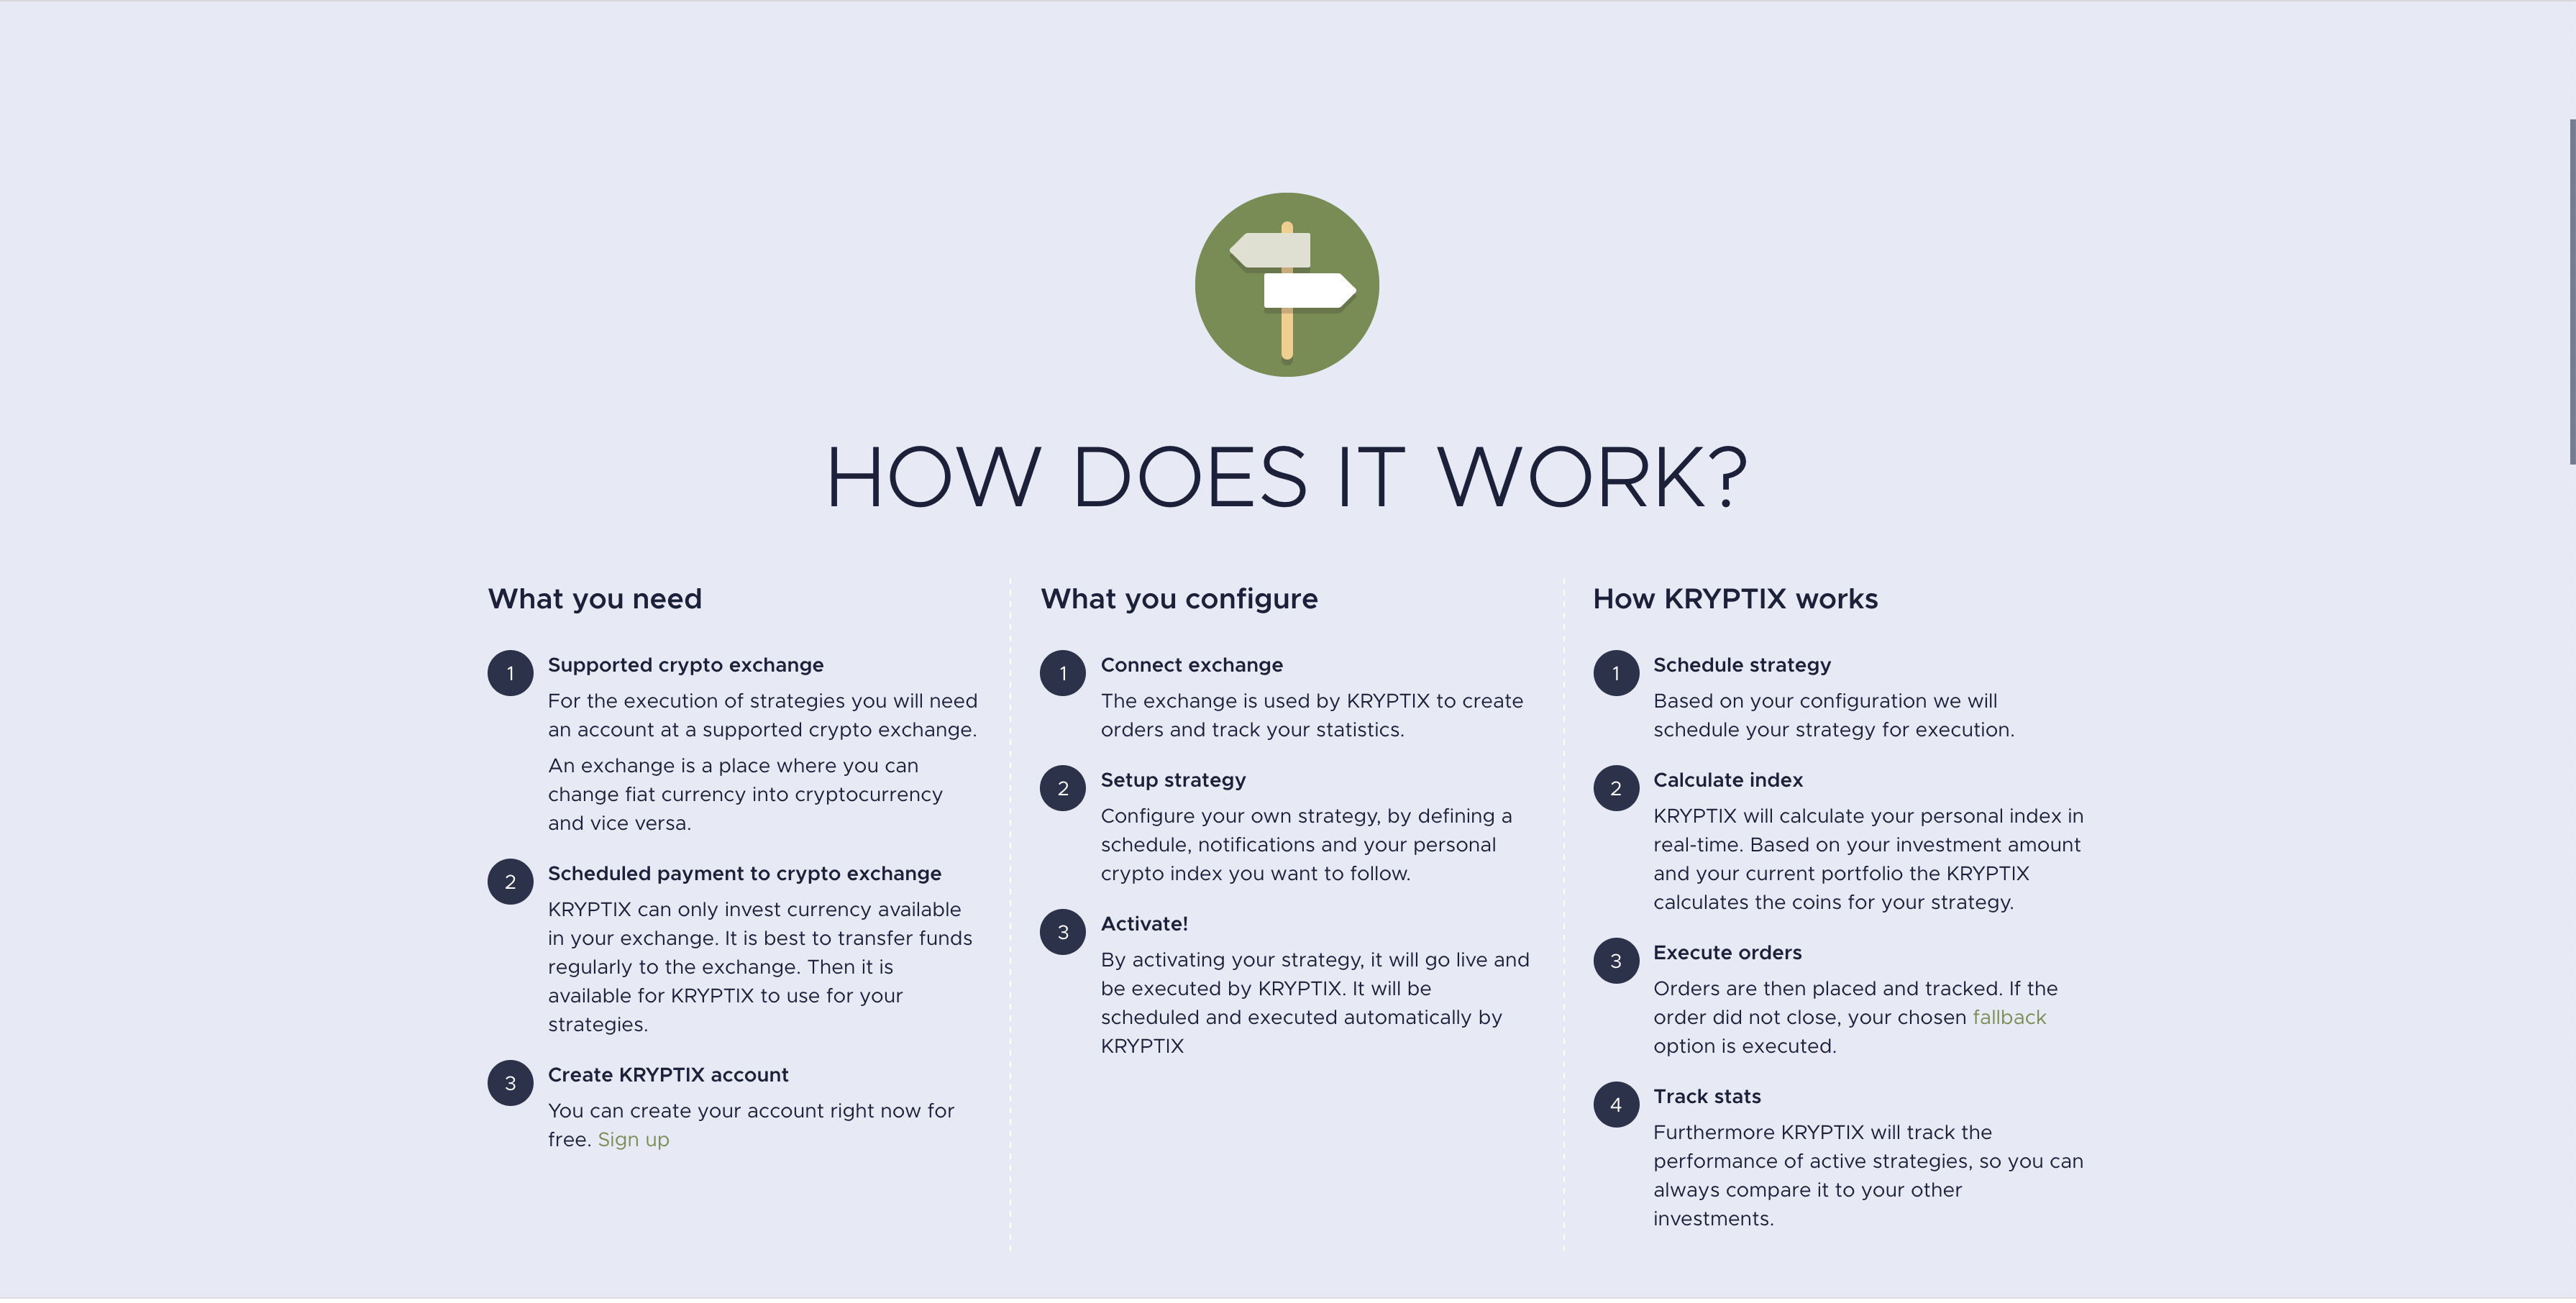 HOW DOES IT WORK?
What you need
1
Supported crypto exchange
For the execution of strategies you will need
an account at a supported crypto exchange.
An exchange is a place where you can
change fiat currency into cryptocurrency
and vice versa.
2
Scheduled payment to crypto exchange
KRYPTIX can only invest currency available
in your exchange. It is best to transfer funds
regularly to the exchange. Then it is
available for KRYPTIX to use for your
strategies.
3
Create KRYPTIX account
You can create your account right now for
free. Sign up
What you configure
1
Connect exchange
The exchange is used by KRYPTIX to create
orders and track your statistics.
2
Setup strategy
Configure your own strategy, by defining a
schedule, notifications and your personal
crypto index you want to follow.
3
Activate!
By activating your strategy, it will go live and
be executed by KRYPTIX. It will be
scheduled and executed automatically by
KRYPTIX
How KRYPTIX works
1
Schedule strategy
Based on your configuration we will
schedule your strategy for execution.
2
Calculate index
KRYPTIX will calculate your personal index in
real-time. Based on your investment amount
and your current portfolio the KRYPTIX
calculates the coins for your strategy.
3
Execute orders
Orders are then placed and tracked. If the
order did not close, your chosen fallback
option is executed.
4
Track stats
Furthermore KRYPTIX will track the
performance of active strategies, so you can
always compare it to your other
investments.